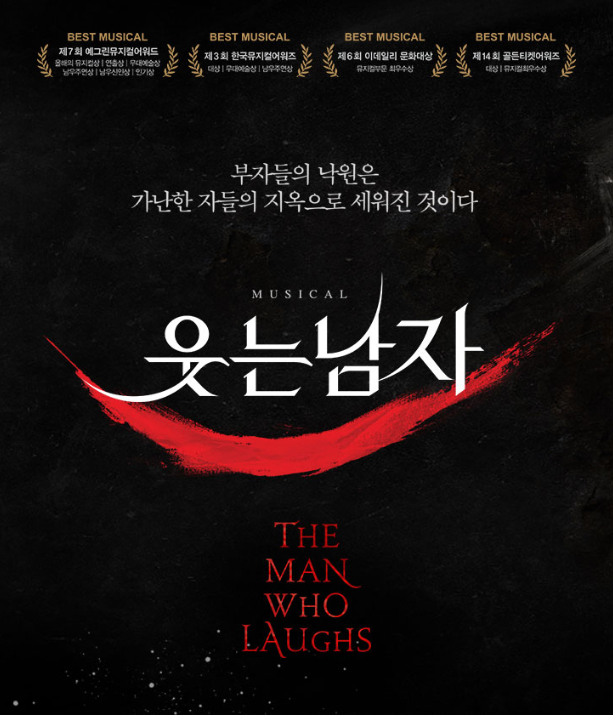 BEST MUSICAL
제7회 예그린뮤지컬어워드
올해의 뮤지컬상 | 연출상 | 무대예술상
남우주연상 | 남우신인상 | 인기상
BEST MUSICAL
제3회 한국뮤지컬어워즈
대상 | 무대예술상 | 남우주연상
BEST MUSICAL
제6회 이데일리 문화대상
뮤지컬부문 최우수상
BEST MUSICAL
제14회 골든티켓어워즈
대상 | 뮤지컬최우수상
부자들의 낙원은
가난한 자들의 지옥으로 세워진 것이다
MUSICAL
웃는남자
THE
MAN
WHO
LAUGHS